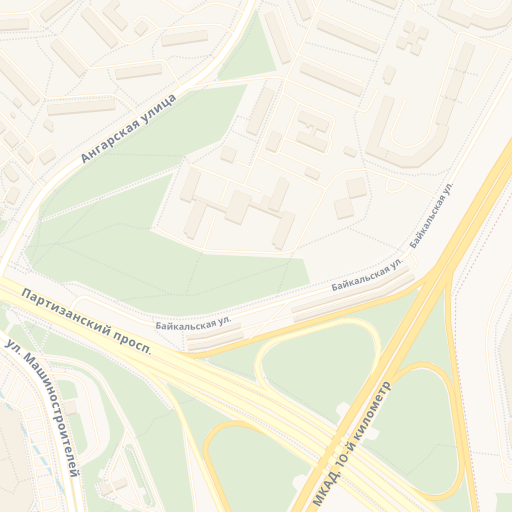 Ангарская улица
Байкальская ул.
Байкальская ул.
Байкальская ул.
Партизанский просп.
ул. Машиностроителей
МКАД, 10-й километр